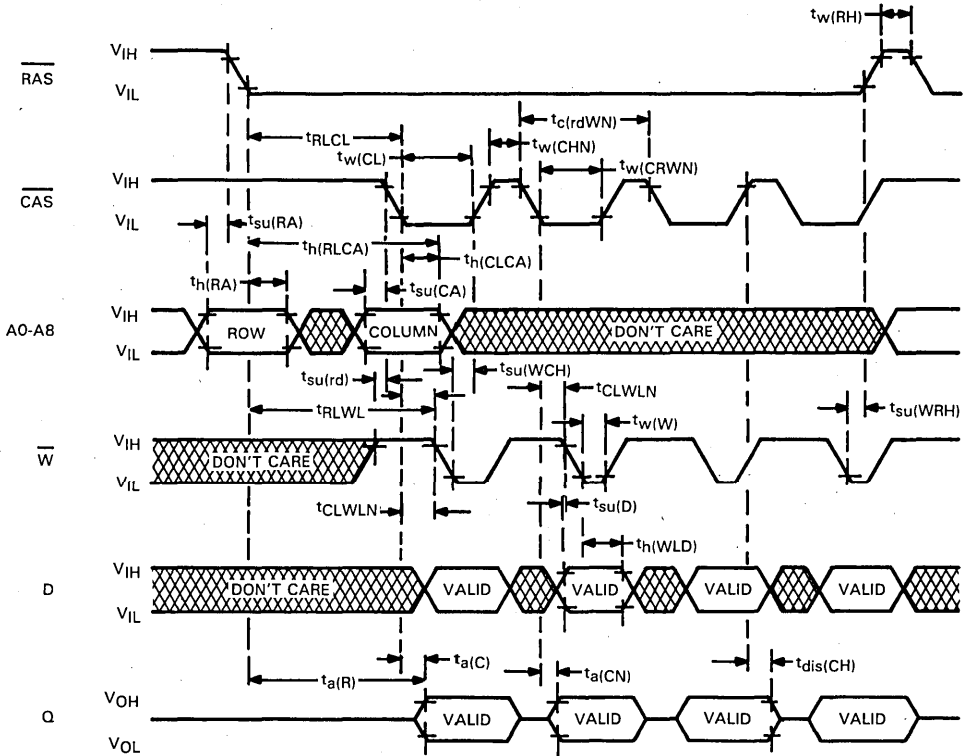 tw(RH)
RAS
VIH
VIL
tRLCL
tc(rdWN)
tw(CHN)
tw(CL)
tw(CRWN)
CAS
VIH
VIL
tsu(RA)
th(RLCA)
th(CLCA)
th(RA)
tsu(CA)
A0-A8
VIH
VIL
ROW
COLUMN
DON'T CARE
tsu(rd)
tsu(WCH)
tCLWLN
tRLWL
tw(W)
tsu(WRH)
W
VIH
VIL
DON'T CARE
tCLWLN
tsu(D)
th(WLD)
D
VIH
VIL
DON'T CARE
VALID
VALID
VALID
VALID
ta(C)
ta(CN)
tdis(CH)
ta(R)
Q
VOH
VOL
VALID
VALID
VALID
VALID